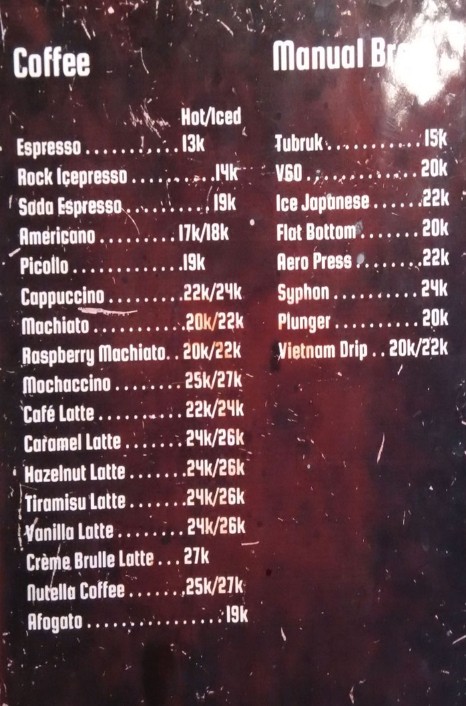 Coffee
Hot/Iced
Espresso ........... 13k
Rock Icepresso ......... 14k
Soda Espresso .......... 19k
Americano ......... 17k/18k
Picollo ............ 19k
Cappuccino ........ 22k/24k
Machiato .......... 20k/22k
Raspberry Machiato.. 20k/22k
Mochaccino ....... 25k/27k
Café Latte ......... 22k/24k
Caramel Latte ...... 24k/26k
Hazelnut Latte ...... 24k/26k
Tiramisu Latte ...... 24k/26k
Vanilla Latte ....... 24k/26k
Crème Brulle Latte ... 27k
Nutella Coffee ...... 25k/27k
Afogato ............... 19k
Manual
Tubruk ........... 15k
V60 ............ 20k
Ice Japanese ...... 22k
Flat Bottom ....... 20k
Aero Press ........ 22k
Syphon .......... 24k
Plunger .......... 20k
Vietnam Drip .. 20k/22k